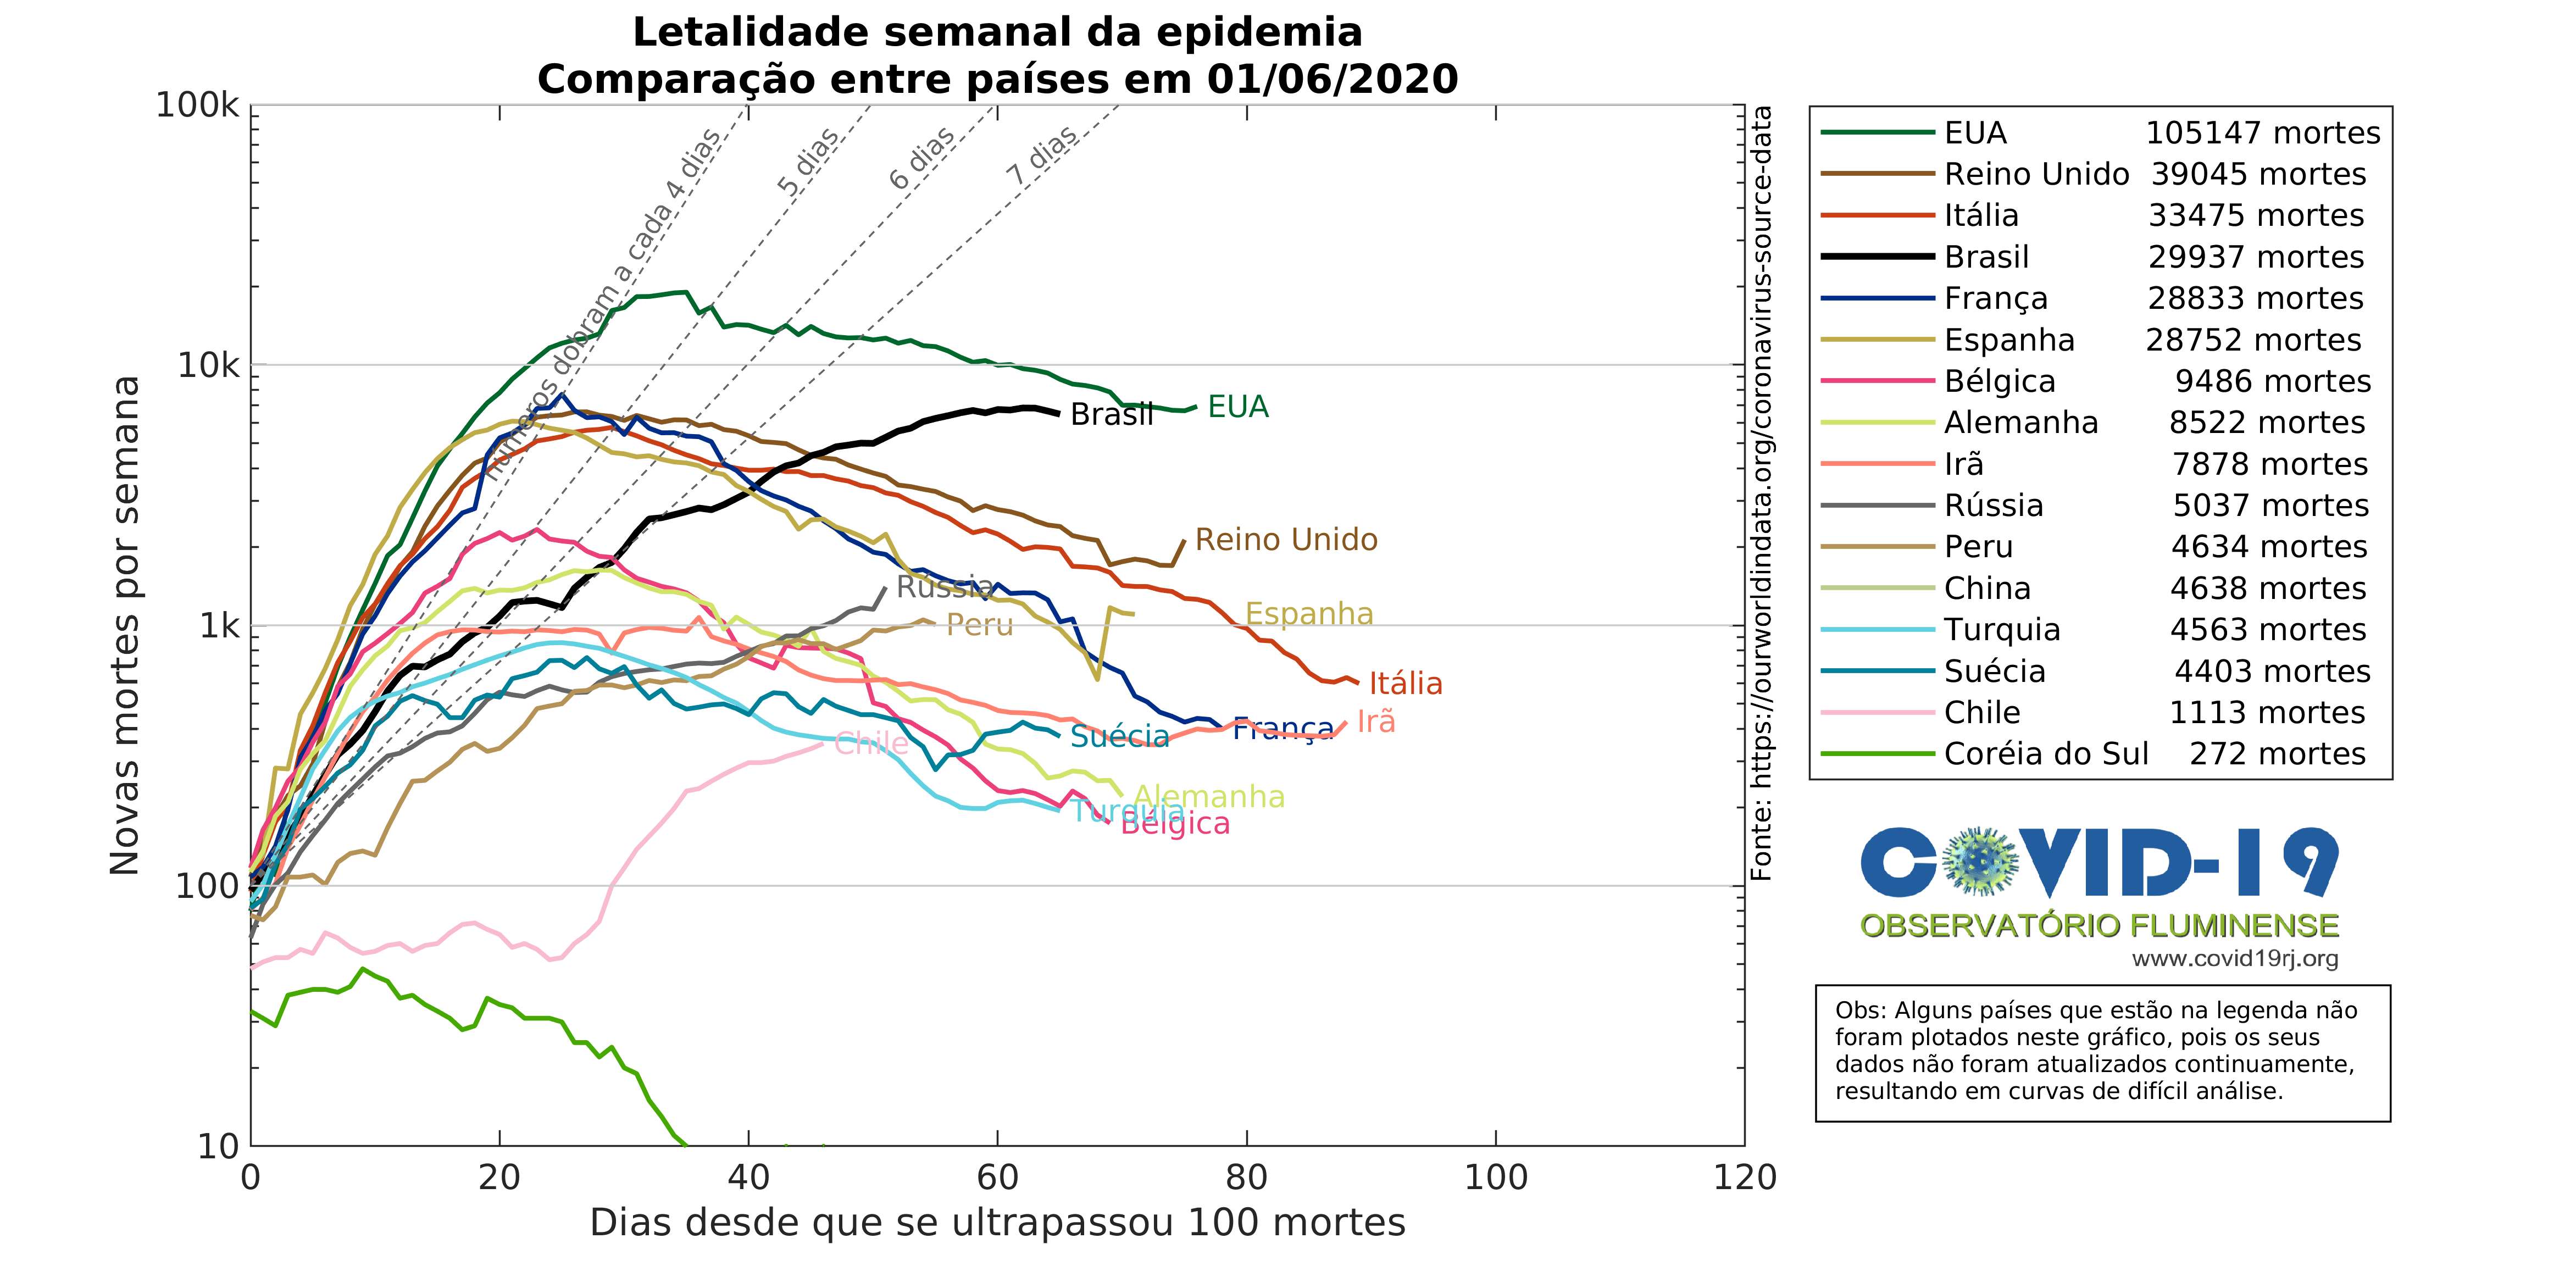 Letalidade semanal da epidemia
Comparação entre países em 01/06/2020
Novas mortes por semana
100k
10k
1k
100
10
0
20
40
60
80
100
120
Dias desde que se ultrapassou 100 mortes
números dobram a cada 4 dias
5 dias
6 dias
7 dias
Brasil
EUA
Reino Unido
Rússia
Peru
Espanha
Itália
França
Irã
Suécia
Chile
Alemanha
Turquia
Bélgica
Fonte: https://ourworldindata.org/coronavirus-source-data
EUA 105147 mortes
Reino Unido 39045 mortes
Itália 33475 mortes
Brasil 29937 mortes
França 28833 mortes
Espanha 28752 mortes
Bélgica 9486 mortes
Alemanha 8522 mortes
Irã 7878 mortes
Rússia 5037 mortes
Peru 4634 mortes
China 4638 mortes
Turquia 4563 mortes
Suécia 4403 mortes
Chile 1113 mortes
Coréia do Sul 272 mortes
COVID-19
OBSERVATÓRIO FLUMINENSE
www.covid19rj.org
Obs: Alguns países que estão na legenda não
foram plotados neste gráfico, pois os seus
dados não foram atualizados continuamente,
resultando em curvas de difícil análise.